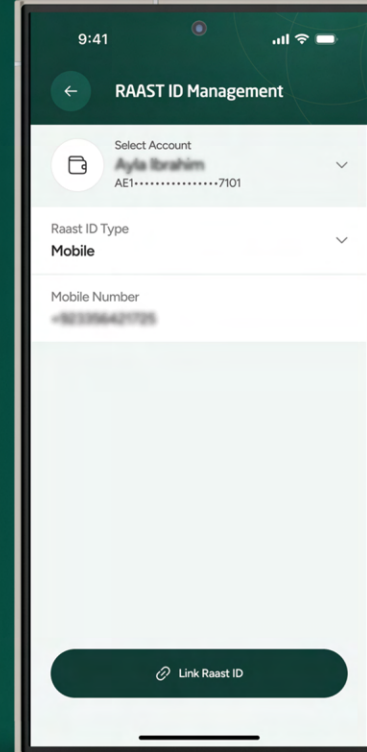 9:41
RAAST ID Management
Select Account
AE1················7101
Raast ID Type
Mobile
Mobile Number
Link Raast ID